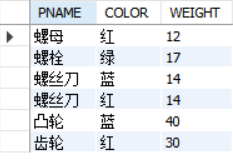 PNAME COLOR WEIGHT
螺母 红 12
螺栓 绿 17
螺丝刀 蓝 14
螺丝刀 红 14
凸轮 蓝 40
齿轮 红 30